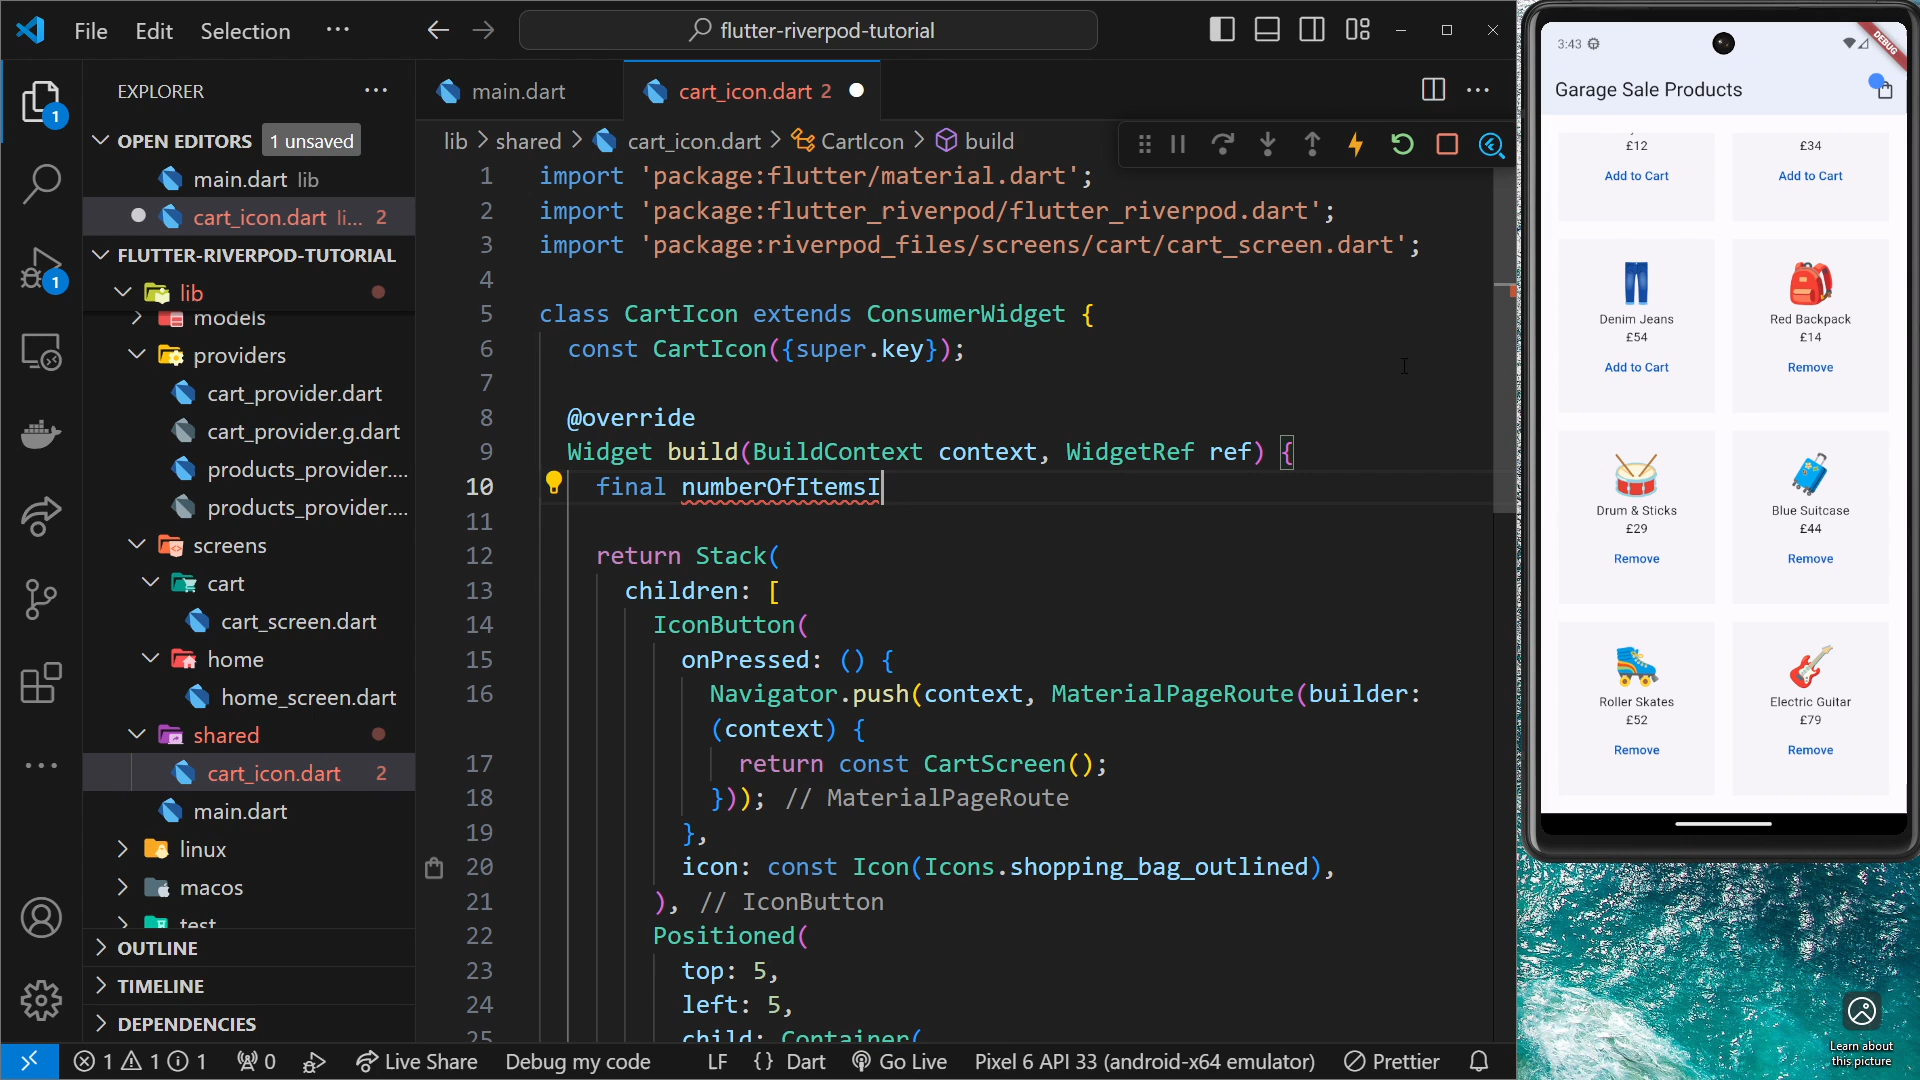 File Edit Selection ···
flutter-riverpod-tutorial
EXPLORER
OPEN EDITORS 1 unsaved
main.dart lib
cart_icon.dart li... 2
FLUTTER-RIVERPOD-TUTORIAL
lib
models
providers
cart_provider.dart
cart_provider.g.dart
products_provider....
products_provider....
screens
cart
cart_screen.dart
home
home_screen.dart
shared
cart_icon.dart 2
main.dart
linux
macos
test
OUTLINE
TIMELINE
DEPENDENCIES
1
1
main.dart
cart_icon.dart 2
lib > shared > cart_icon.dart > CartIcon > build
1 import 'package:flutter/material.dart';
2 import 'package:flutter_riverpod/flutter_riverpod.dart';
3 import 'package:riverpod_files/screens/cart/cart_screen.dart';
4
5 class CartIcon extends ConsumerWidget {
6 const CartIcon({super.key});
7
8 @override
9 Widget build(BuildContext context, WidgetRef ref) {
10 final numberOfItemsI
11
12 return Stack(
13 children: [
14 IconButton(
15 onPressed: () {
16 Navigator.push(context, MaterialPageRoute(builder:
(context) {
17 return const CartScreen();
18 })); // MaterialPageRoute
19 },
20 icon: const Icon(Icons.shopping_bag_outlined),
21 ), // IconButton
22 Positioned(
23 top: 5,
24 left: 5,
25 child: Container(
1 1 1 0 Live Share Debug my code LF {} Dart Go Live Pixel 6 API 33 (android-x64 emulator) Prettier
3:43
DEBUG
Garage Sale Products
£12 £34
Add to Cart Add to Cart
Denim Jeans Red Backpack
£54 £14
Add to Cart Remove
Drum & Sticks Blue Suitcase
£29 £44
Remove Remove
Roller Skates Electric Guitar
£52 £79
Remove Remove
Learn about
this picture